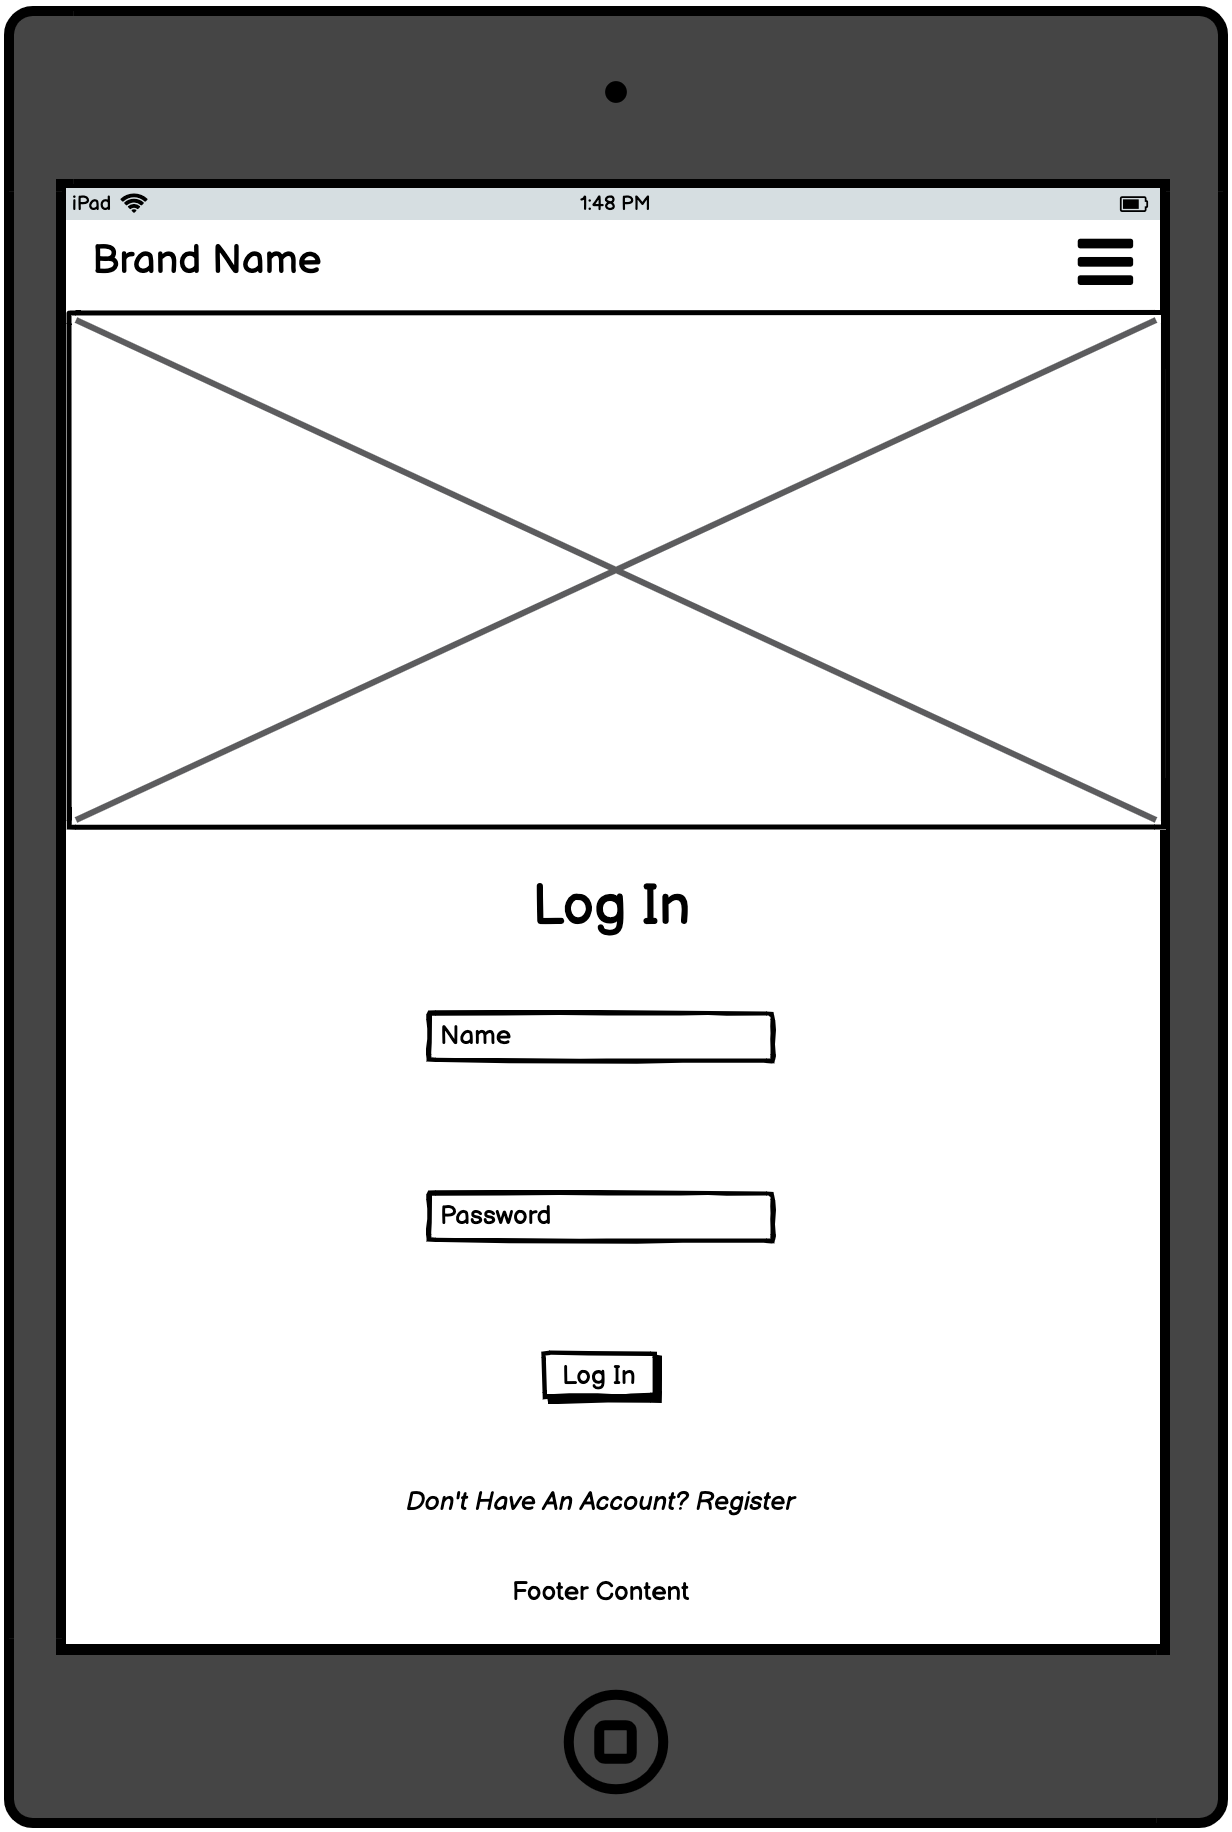 iPad
1:48 PM
Brand Name
Log In
Name
Password
Log In
Don't Have An Account? Register
Footer Content